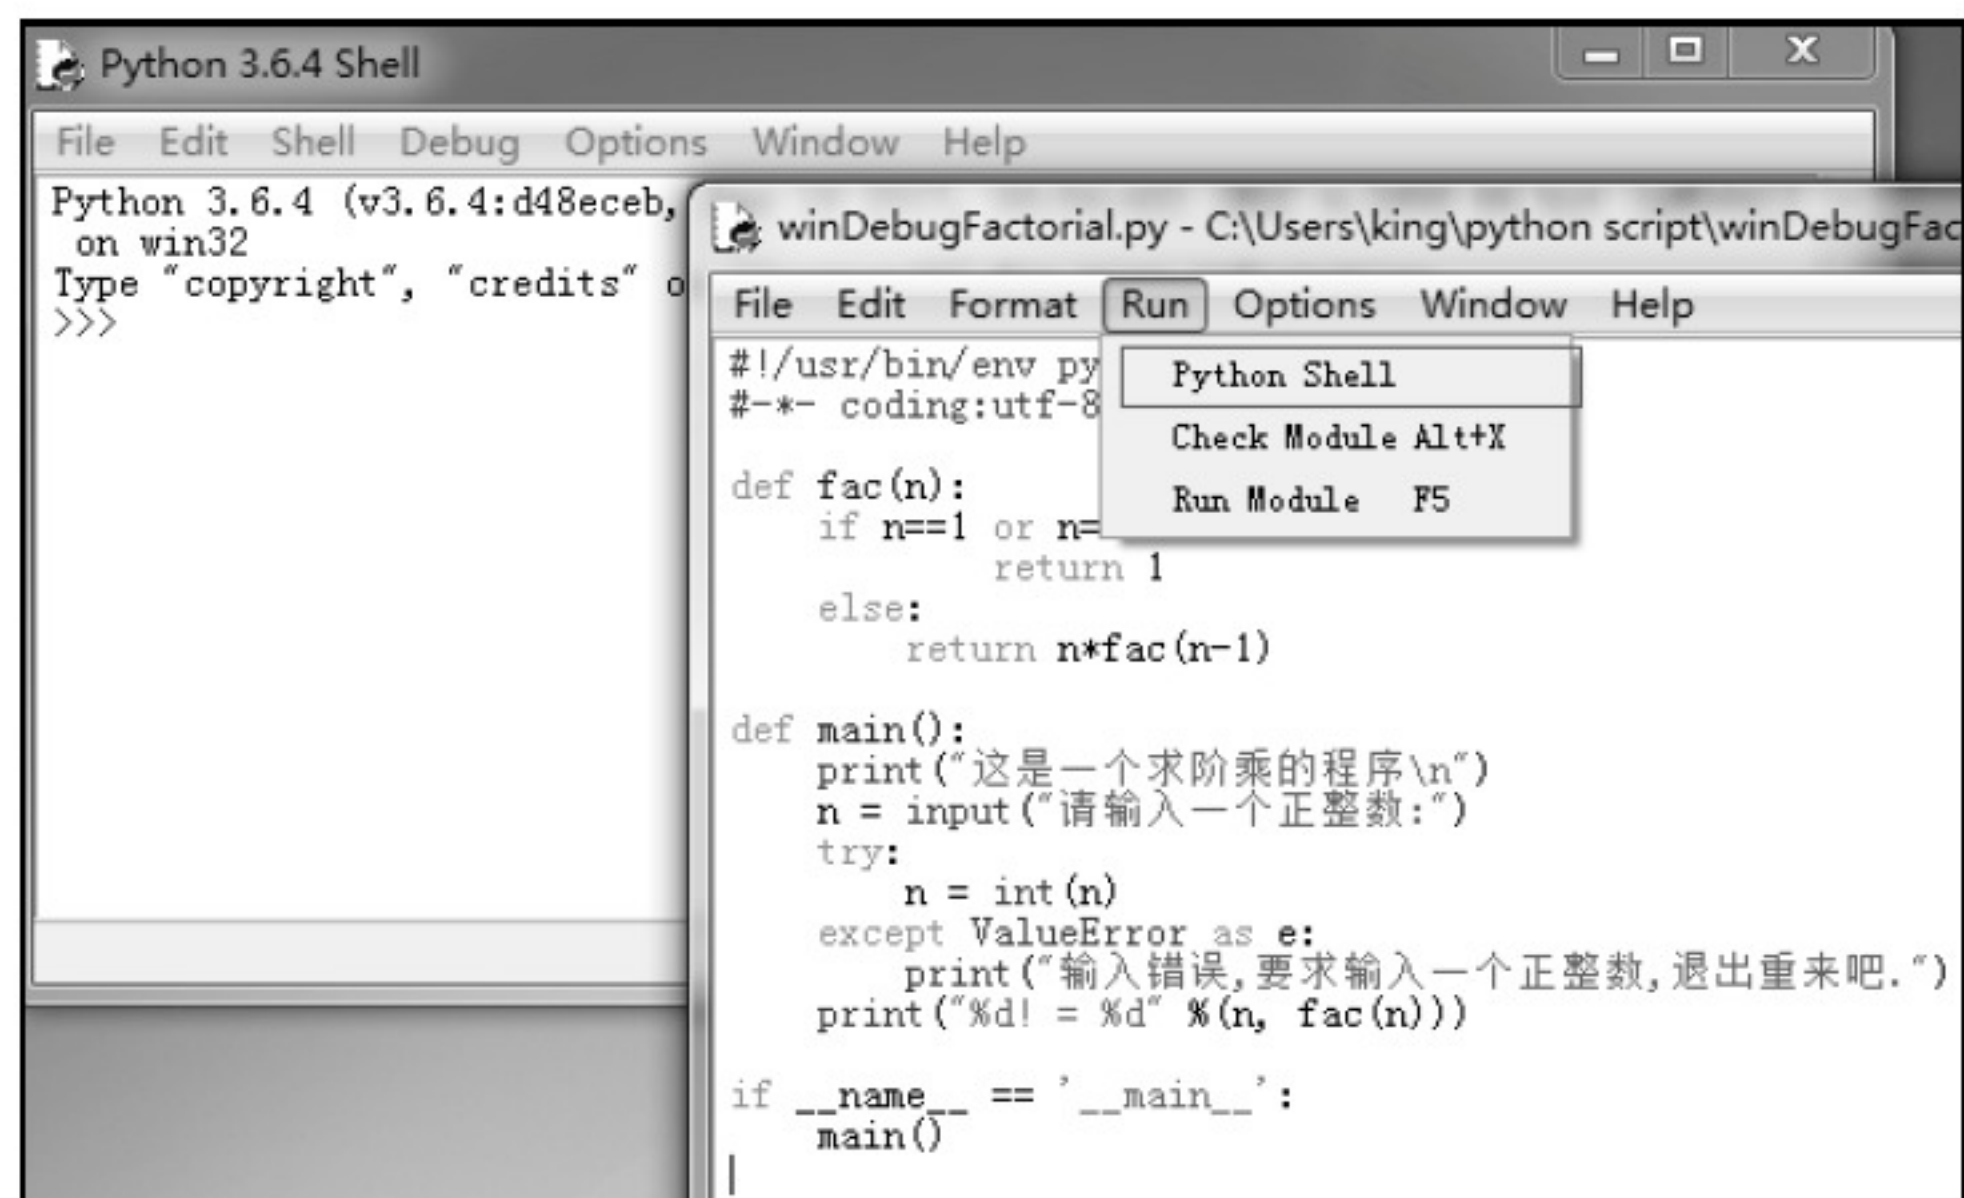 Python 3.6.4 Shell
File Edit Shell Debug Options Window Help
Python 3.6.4 (v3.6.4:d48eceb,
on win32
Type "copyright", "credits" o
>>>
winDebugFactorial.py - C:\Users\king\python script\winDebugFac
File Edit Format Run Options Window Help
Python Shell
Check Module Alt+X
Run Module F5
#!/usr/bin/env py
#-*- coding:utf-8
def fac(n):
    if n==1 or n=
            return 1
    else:
        return n*fac(n-1)
def main():
    print("这是一个求阶乘的程序\n")
    n = input("请输入一个正整数:")
    try:
        n = int(n)
    except ValueError as e:
        print("输入错误,要求输入一个正整数,退出重来吧.")
    print("%d! = %d" %(n, fac(n)))
if __name__ == '__main__':
    main()